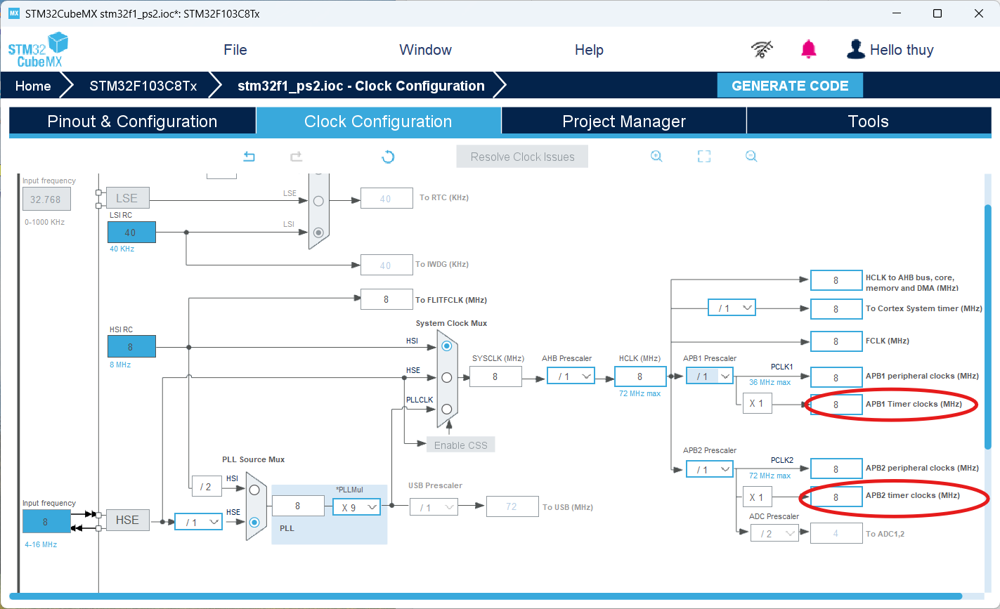 MX STM32CubeMX stm32f1_ps2.ioc*: STM32F103C8Tx
STM32
CubeMX
File Window Help Hello thuy
Home STM32F103C8Tx stm32f1_ps2.ioc - Clock Configuration GENERATE CODE
Pinout & Configuration Clock Configuration Project Manager Tools
Resolve Clock Issues
Input frequency
32.768
0-1000 KHz
LSE
LSE
40
To RTC (KHz)
LSI RC
40
40 KHz
LSI
40
To IWDG (KHz)
8
To FLITFCLK (MHz)
System Clock Mux
HSI RC
8
8 MHz
HSI
HSE
PLLCLK
Enable CSS
SYSCLK (MHz)
8
AHB Prescaler
/ 1
HCLK (MHz)
8
72 MHz max
8
HCLK to AHB bus, core,
memory and DMA (MHz)
/ 1
8
To Cortex System timer (MHz)
8
FCLK (MHz)
APB1 Prescaler
/ 1
PCLK1
36 MHz max
8
APB1 peripheral clocks (MHz)
X 1
8
APB1 Timer clocks (MHz)
APB2 Prescaler
/ 1
PCLK2
72 MHz max
8
APB2 peripheral clocks (MHz)
X 1
8
APB2 timer clocks (MHz)
ADC Prescaler
/ 2
4
To ADC1,2
PLL Source Mux
/ 2
HSI
HSE
Input frequency
8
4-16 MHz
HSE
/ 1
8
PLL
*PLLMul
X 9
USB Prescaler
/ 1
72
To USB (MHz)